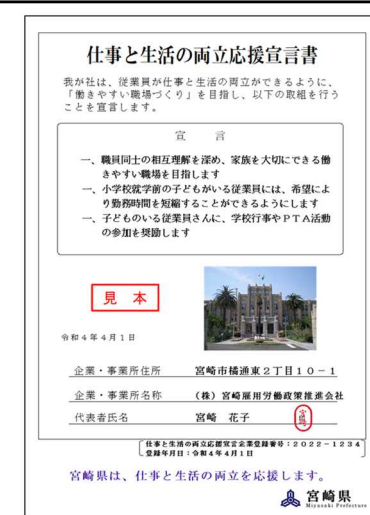 仕事と生活の両立応援宣言書
我が社は、従業員が仕事と生活の両立ができるように、
「働きやすい職場づくり」を目指し、以下の取組を行う
ことを宣言します。
宣 言
一、職員同士の相互理解を深め、家族を大切にできる働
きやすい職場を目指します
一、小学校就学前の子どもがいる従業員には、希望によ
り勤務時間を短縮することができるようにします
一、子どものいる従業員さんに、学校行事やPTA活動
の参加を奨励します
見 本
令和4年4月1日
企業・事業所住所 宮崎市橘通東2丁目10-1
企業・事業所名称 (株) 宮崎雇用労働政策推進会社
代表者氏名 宮崎 花子 宮崎
仕事と生活の両立応援宣言企業登録番号:2022-1234
登録年月日:令和4年4月1日
宮崎県は、仕事と生活の両立を応援します。
宮崎県
Miyazaki Prefecture